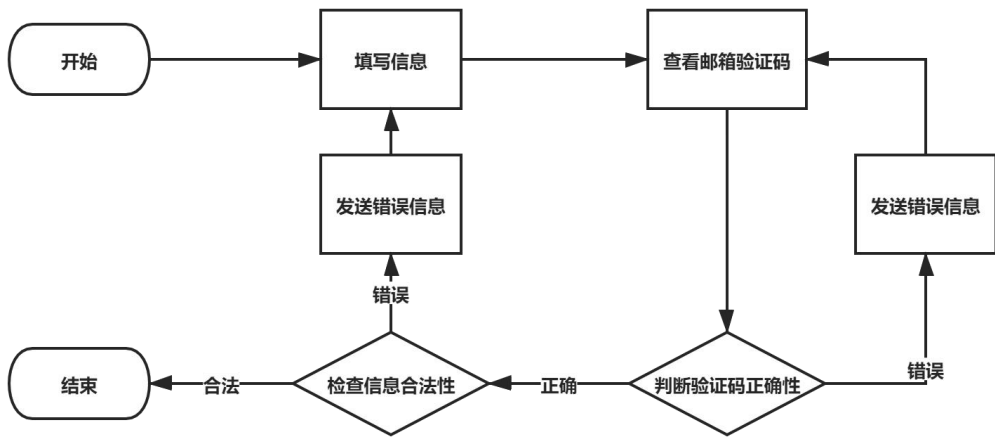 开始
填写信息
查看邮箱验证码
发送错误信息
发送错误信息
错误
错误
结束
合法
检查信息合法性
正确
判断验证码正确性